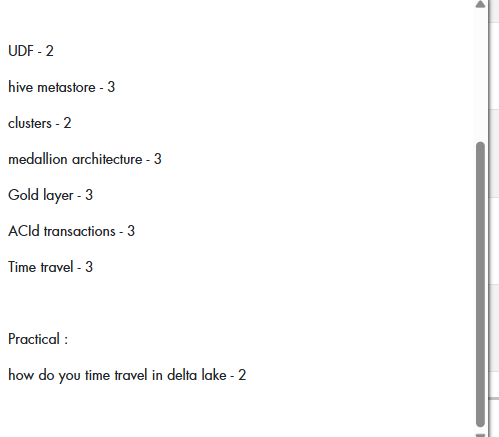 UDF - 2
hive metastore - 3
clusters - 2
medallion architecture - 3
Gold layer - 3
ACId transactions - 3
Time travel - 3
Practical :
how do you time travel in delta lake - 2